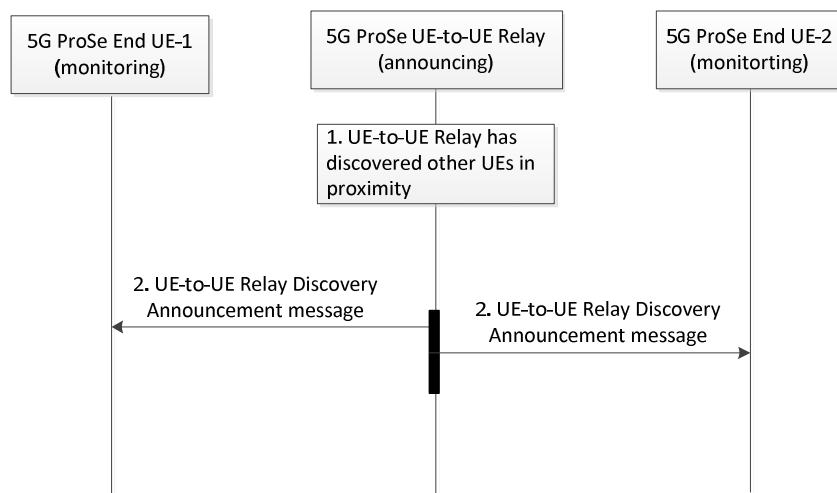 5G ProSe End UE-1
(monitoring)
5G ProSe UE-to-UE Relay
(announcing)
5G ProSe End UE-2
(monitorting)
1. UE-to-UE Relay has
discovered other UEs in
proximity
2. UE-to-UE Relay Discovery
Announcement message
2. UE-to-UE Relay Discovery
Announcement message